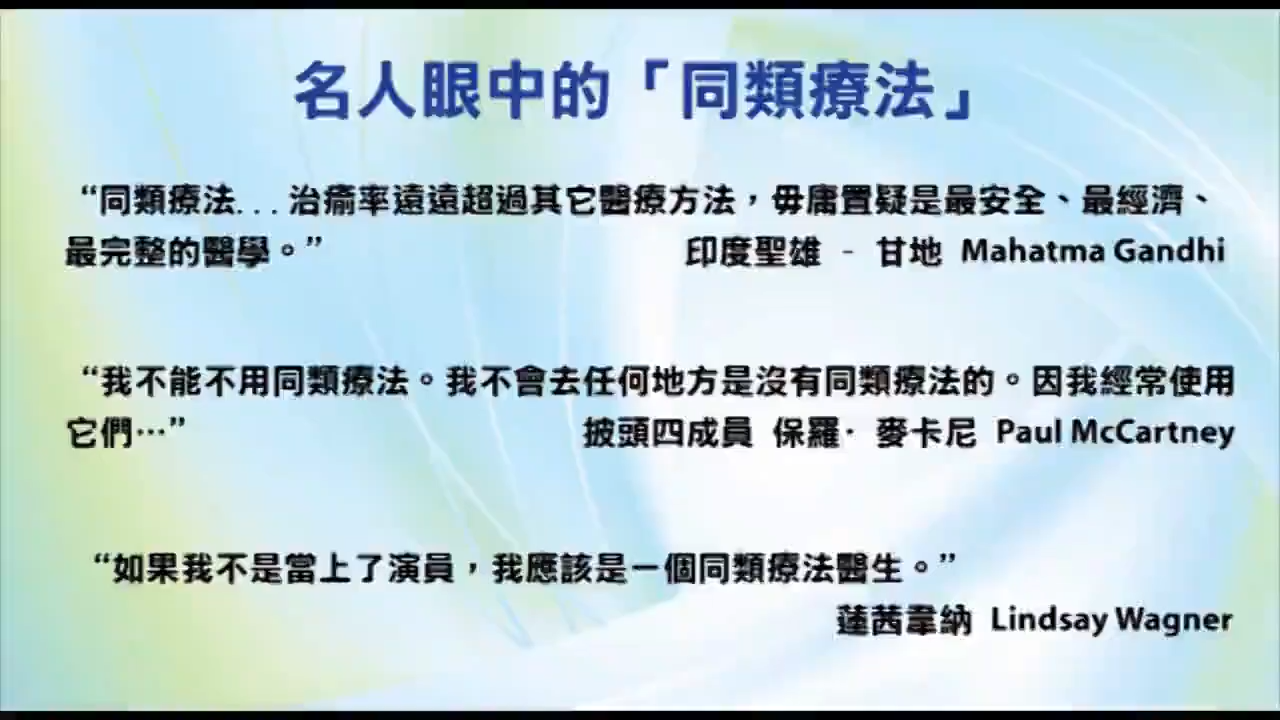 名人眼中的「同類療法」
“同類療法...治癒率遠遠超過其它醫療方法，毋庸置疑是最安全、最經濟、
最完整的醫學。” 印度聖雄 - 甘地 Mahatma Gandhi
“我不能不用同類療法。我不會去任何地方是沒有同類療法的。因我經常使用
它們…” 披頭四成員 保羅· 麥卡尼 Paul McCartney
“如果我不是當上了演員，我應該是一個同類療法醫生。”
蓮茜韋納 Lindsay Wagner